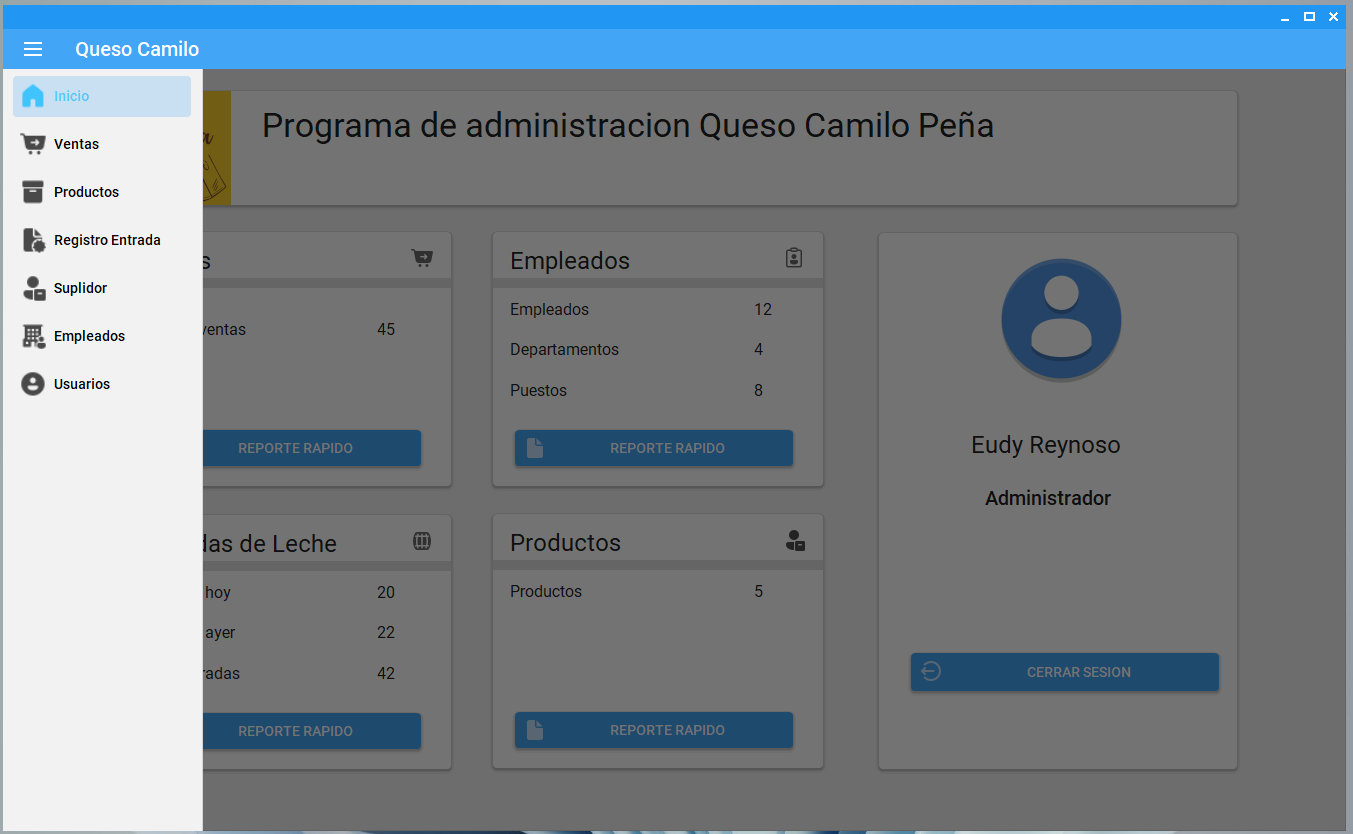 Queso Camilo
Inicio
Ventas
Productos
Registro Entrada
Suplidor
Empleados
Usuarios
Programa de administracion Queso Camilo Peña
ventas 45
REPORTE RAPIDO
Empleados
Empleados 12
Departamentos 4
Puestos 8
REPORTE RAPIDO
de Leche
hoy 20
ayer 22
42
REPORTE RAPIDO
Productos
Productos 5
REPORTE RAPIDO
Eudy Reynoso
Administrador
CERRAR SESION